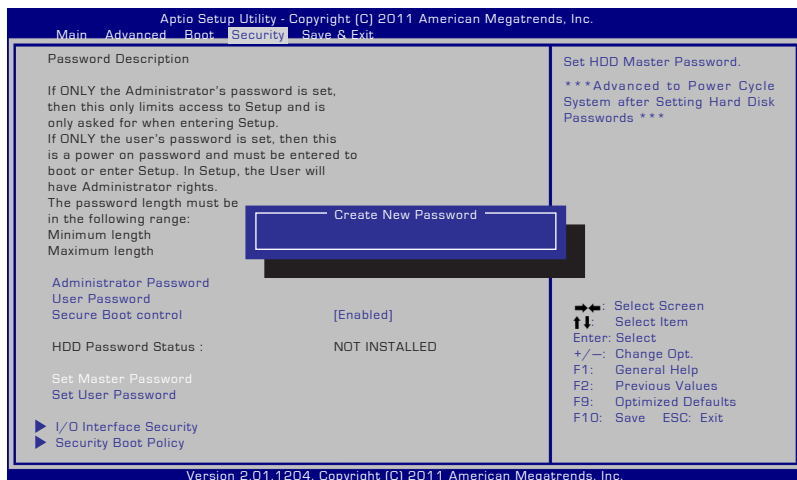 Aptio Setup Utility - Copyright (C) 2011 American Megatrends, Inc.
Main Advanced Boot Security Save & Exit
Password Description
If ONLY the Administrator's password is set,
then this only limits access to Setup and is
only asked for when entering Setup.
If ONLY the user's password is set, then this
is a power on password and must be entered to
boot or enter Setup. In Setup, the User will
have Administrator rights.
The password length must be
in the following range:
Minimum length
Maximum length
Create New Password
Administrator Password
User Password
Secure Boot control [Enabled]
HDD Password Status : NOT INSTALLED
Set Master Password
Set User Password
I/O Interface Security
Security Boot Policy
Set HDD Master Password.
***Advanced to Power Cycle
System after Setting Hard Disk
Passwords ***
→←: Select Screen
↑↓: Select Item
Enter: Select
+/—: Change Opt.
F1: General Help
F2: Previous Values
F9: Optimized Defaults
F10: Save ESC: Exit
Version 2.01.1204. Copyright (C) 2011 American Megatrends, Inc.